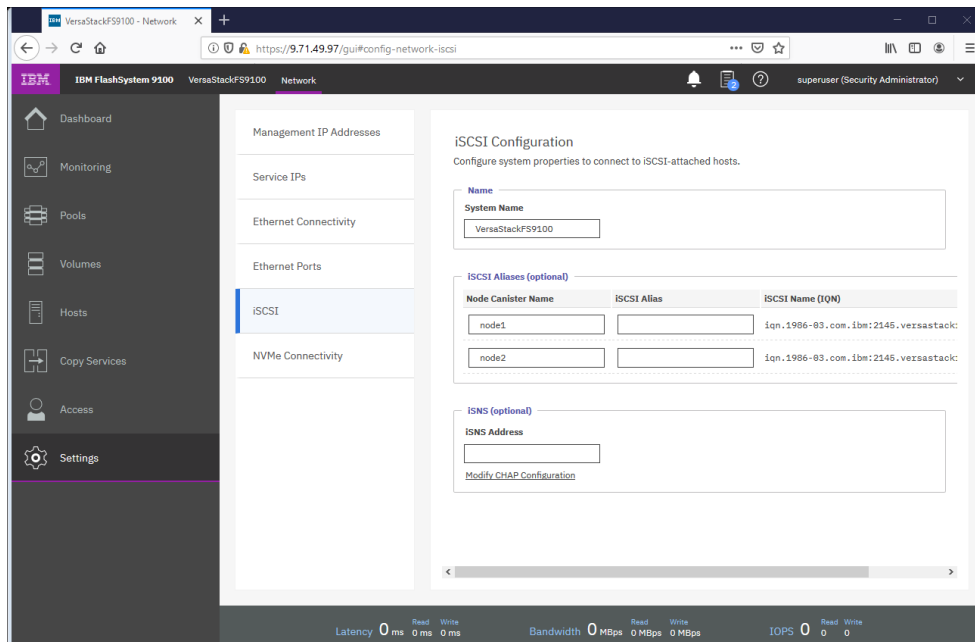 VersaStackFS9100 - Network
https://9.71.49.97/gui#config-network-iscsi
IBM
IBM FlashSystem 9100 VersaStackFS9100 Network
2
superuser (Security Administrator)
Dashboard
Monitoring
Pools
Volumes
Hosts
Copy Services
Access
Settings
Management IP Addresses
Service IPs
Ethernet Connectivity
Ethernet Ports
iSCSI
NVMe Connectivity
iSCSI Configuration
Configure system properties to connect to iSCSI-attached hosts.
Name
System Name
VersaStackFS9100
iSCSI Aliases (optional)
Node Canister Name iSCSI Alias iSCSI Name (IQN)
node1 iqn.1986-03.com.ibm:2145.versastack
node2 iqn.1986-03.com.ibm:2145.versastack
iSNS (optional)
iSNS Address
Modify CHAP Configuration
Latency 0 ms Read 0 ms Write 0 ms
Bandwidth 0 MBps Read 0 MBps Write 0 MBps
IOPS 0 Read 0 Write 0